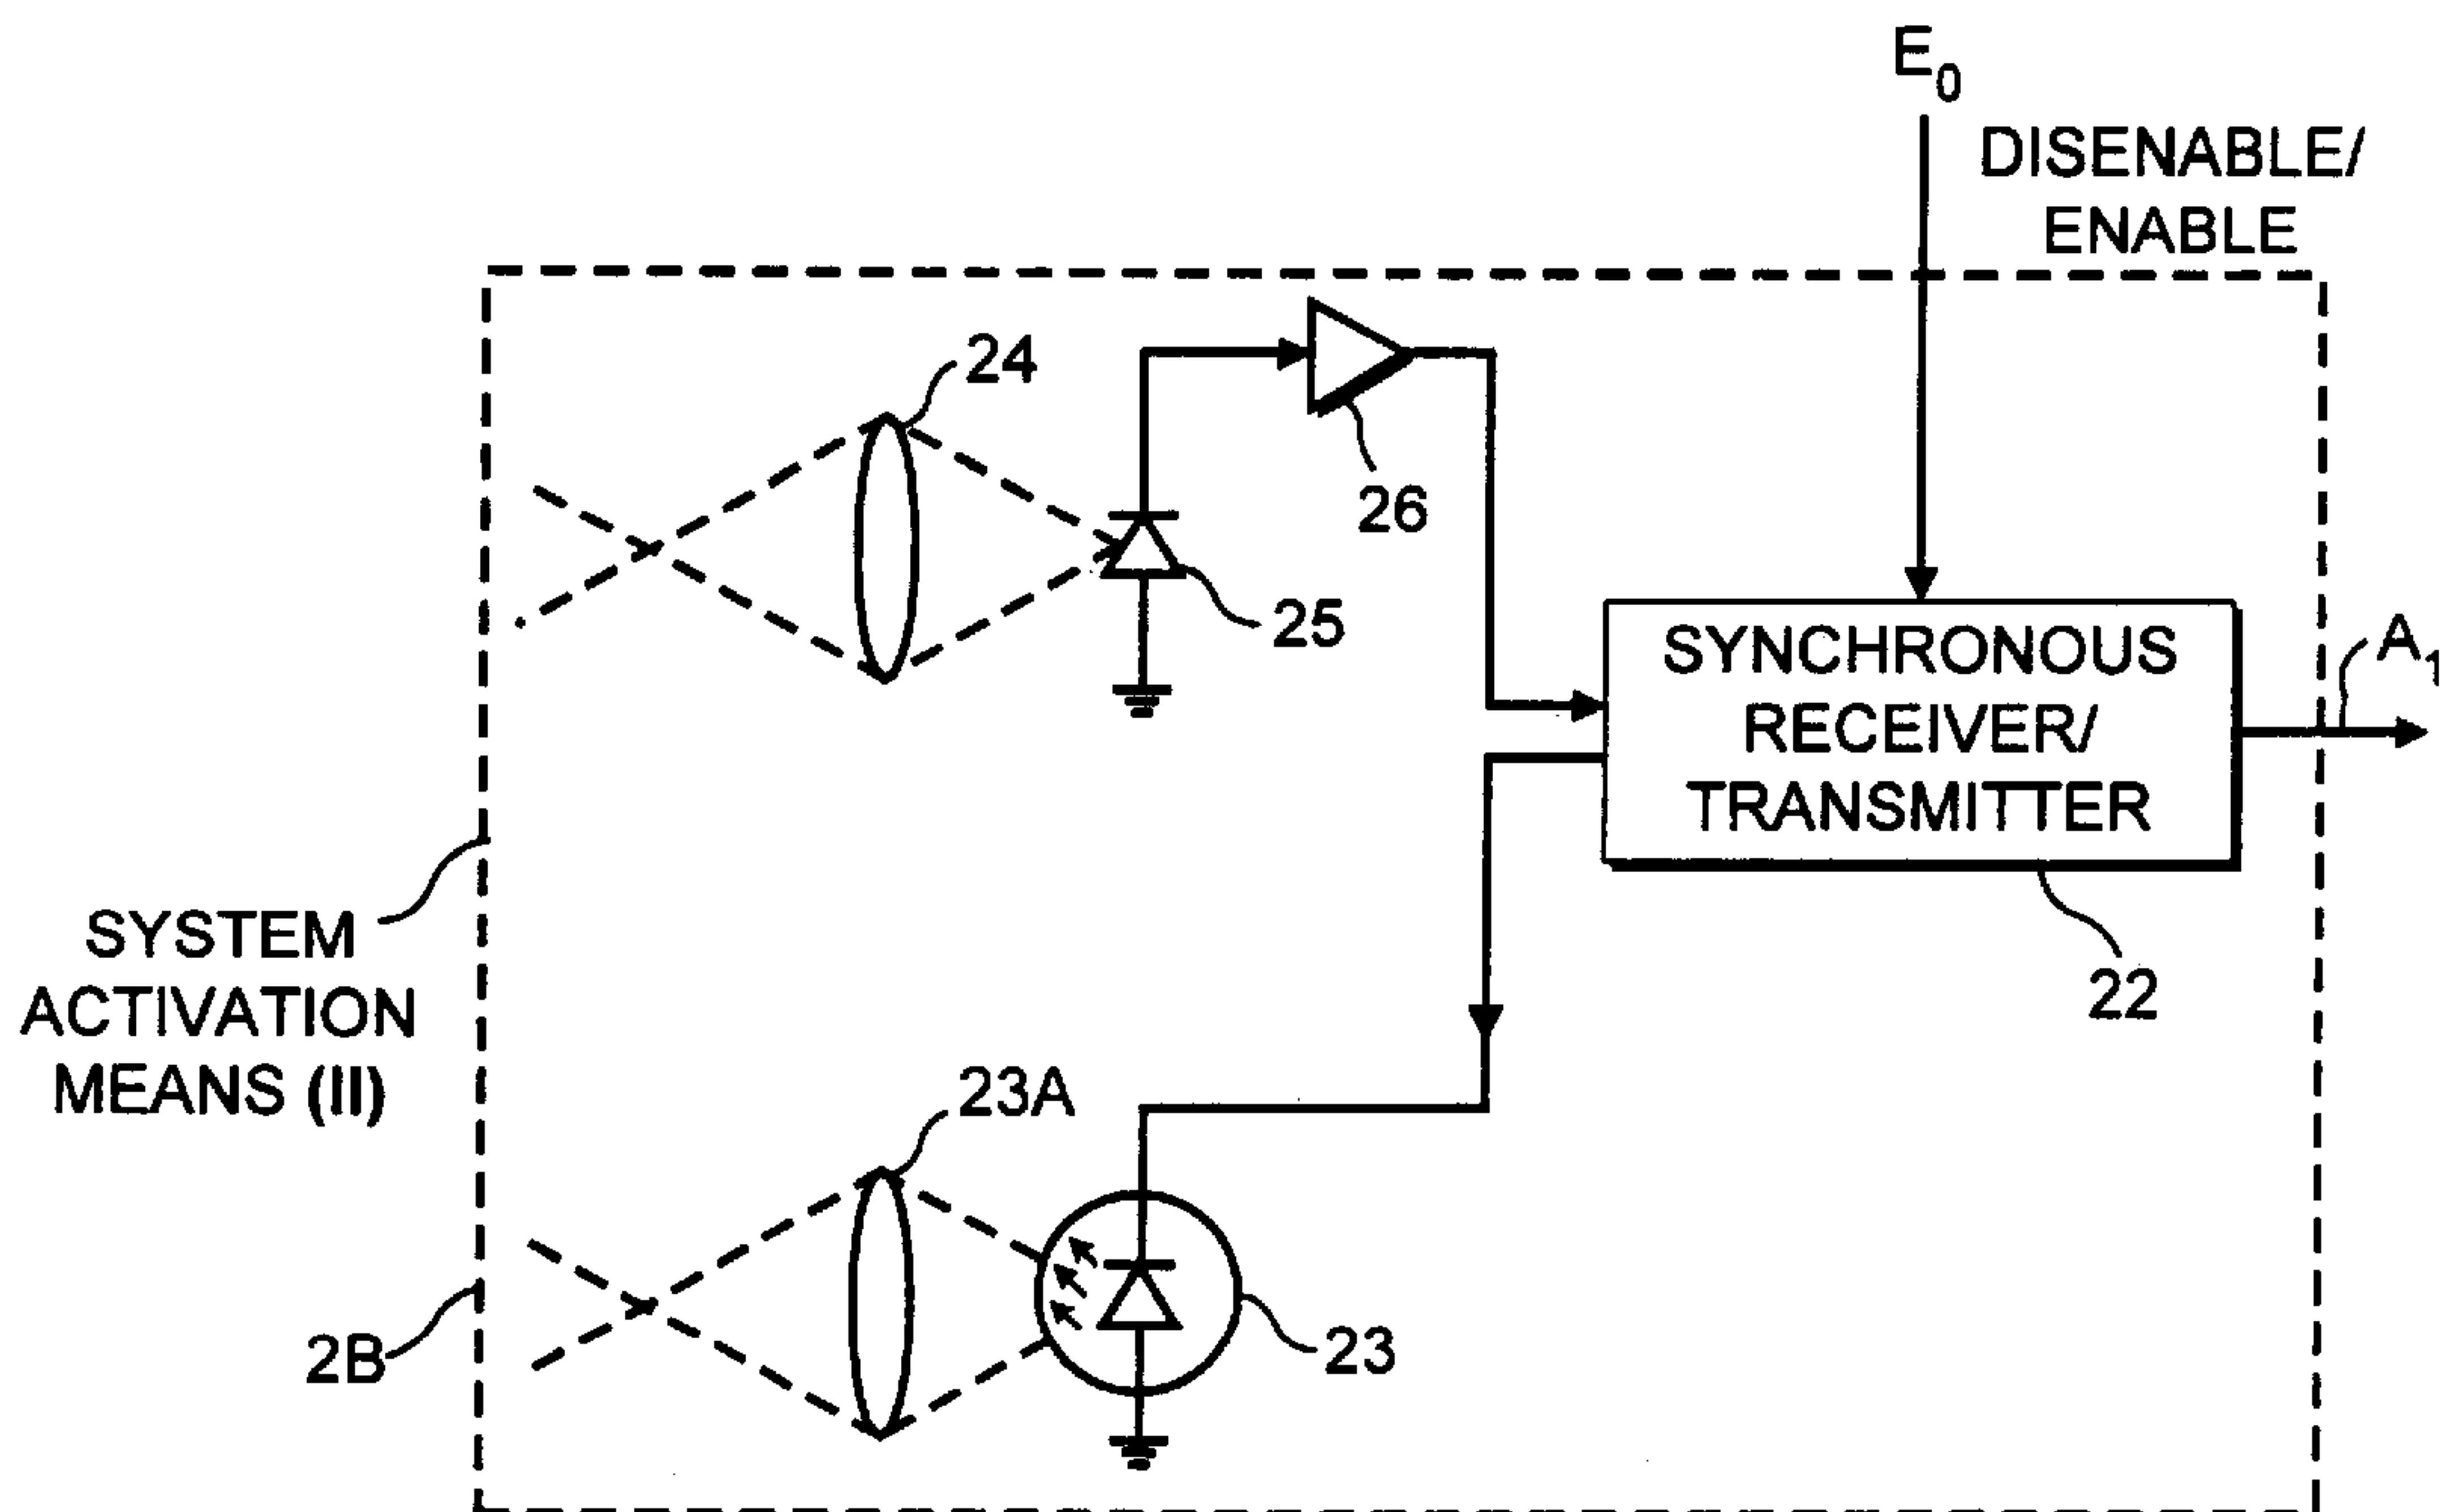 E0
DISENABLE/
ENABLE
24
26
25
SYNCHRONOUS
RECEIVER/
TRANSMITTER
A1
22
SYSTEM
ACTIVATION
MEANS (II)
23A
2B
23